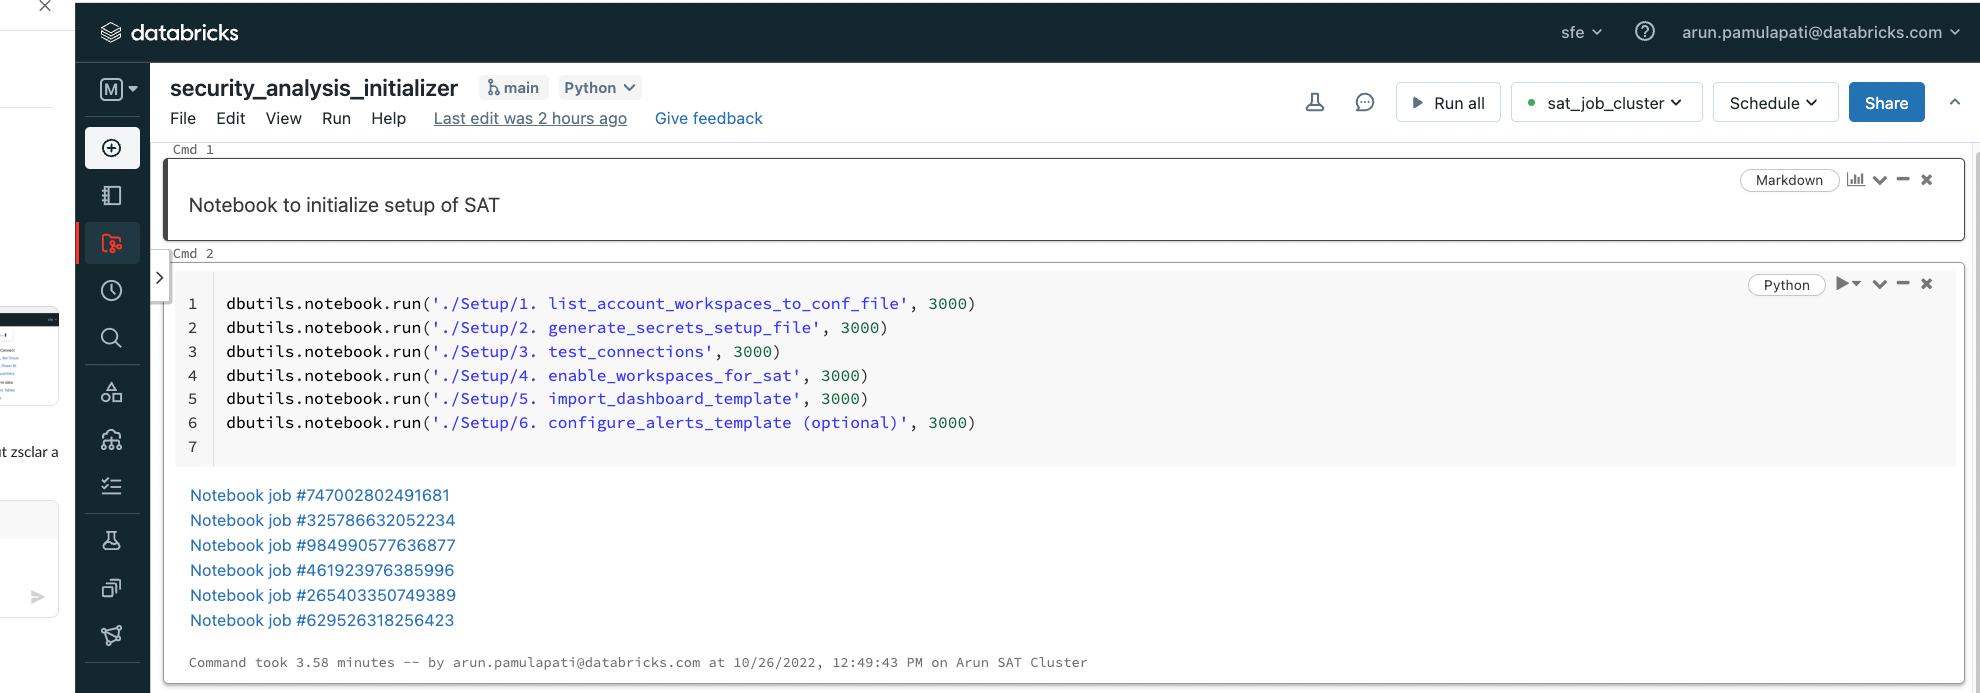 databricks
sfe
arun.pamulapati@databricks.com
M
security_analysis_initializer main Python
File Edit View Run Help Last edit was 2 hours ago Give feedback
Run all sat_job_cluster Schedule Share
Cmd 1
Markdown
Notebook to initialize setup of SAT
Cmd 2
Python
1 dbutils.notebook.run('./Setup/1. list_account_workspaces_to_conf_file', 3000)
2 dbutils.notebook.run('./Setup/2. generate_secrets_setup_file', 3000)
3 dbutils.notebook.run('./Setup/3. test_connections', 3000)
4 dbutils.notebook.run('./Setup/4. enable_workspaces_for_sat', 3000)
5 dbutils.notebook.run('./Setup/5. import_dashboard_template', 3000)
6 dbutils.notebook.run('./Setup/6. configure_alerts_template (optional)', 3000)
7
Notebook job #747002802491681
Notebook job #325786632052234
Notebook job #984990577636877
Notebook job #461923976385996
Notebook job #265403350749389
Notebook job #629526318256423
Command took 3.58 minutes -- by arun.pamulapati@databricks.com at 10/26/2022, 12:49:43 PM on Arun SAT Cluster
zsclar a